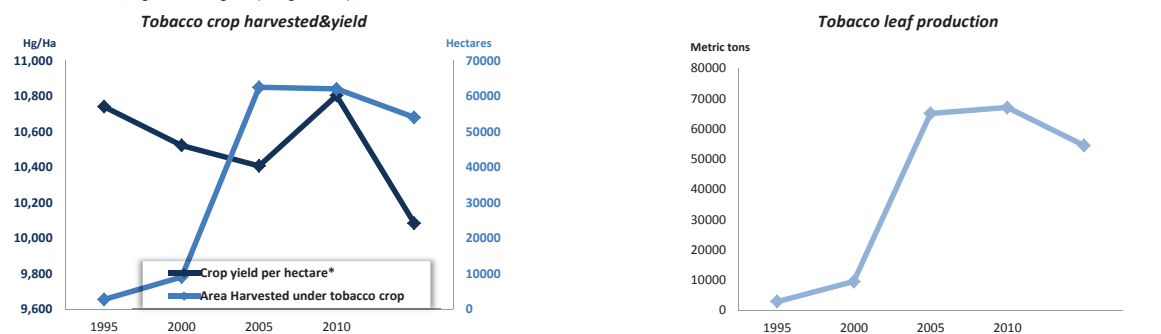 Tobacco crop harvested&yield
Hg/Ha
Hectares
11,000
10,800
10,600
10,400
10,200
10,000
9,800
9,600
70000
60000
50000
40000
30000
20000
10000
0
Crop yield per hectare*
Area Harvested under tobacco crop
1995 2000 2005 2010
Tobacco leaf production
Metric tons
80000
70000
60000
50000
40000
30000
20000
10000
0
1995 2000 2005 2010